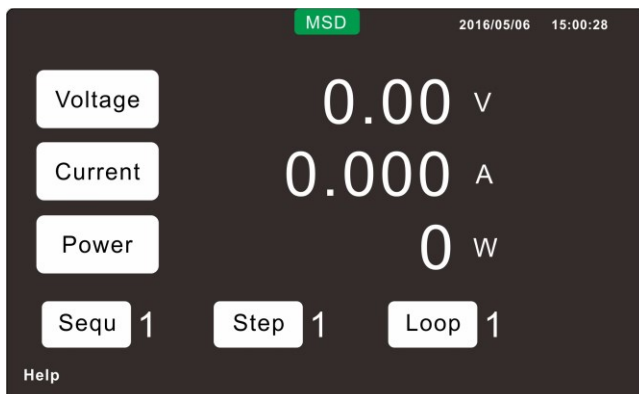 MSD 2016/05/06 15:00:28
Voltage 0.00 V
Current 0.000 A
Power 0 W
Sequ 1 Step 1 Loop 1
Help